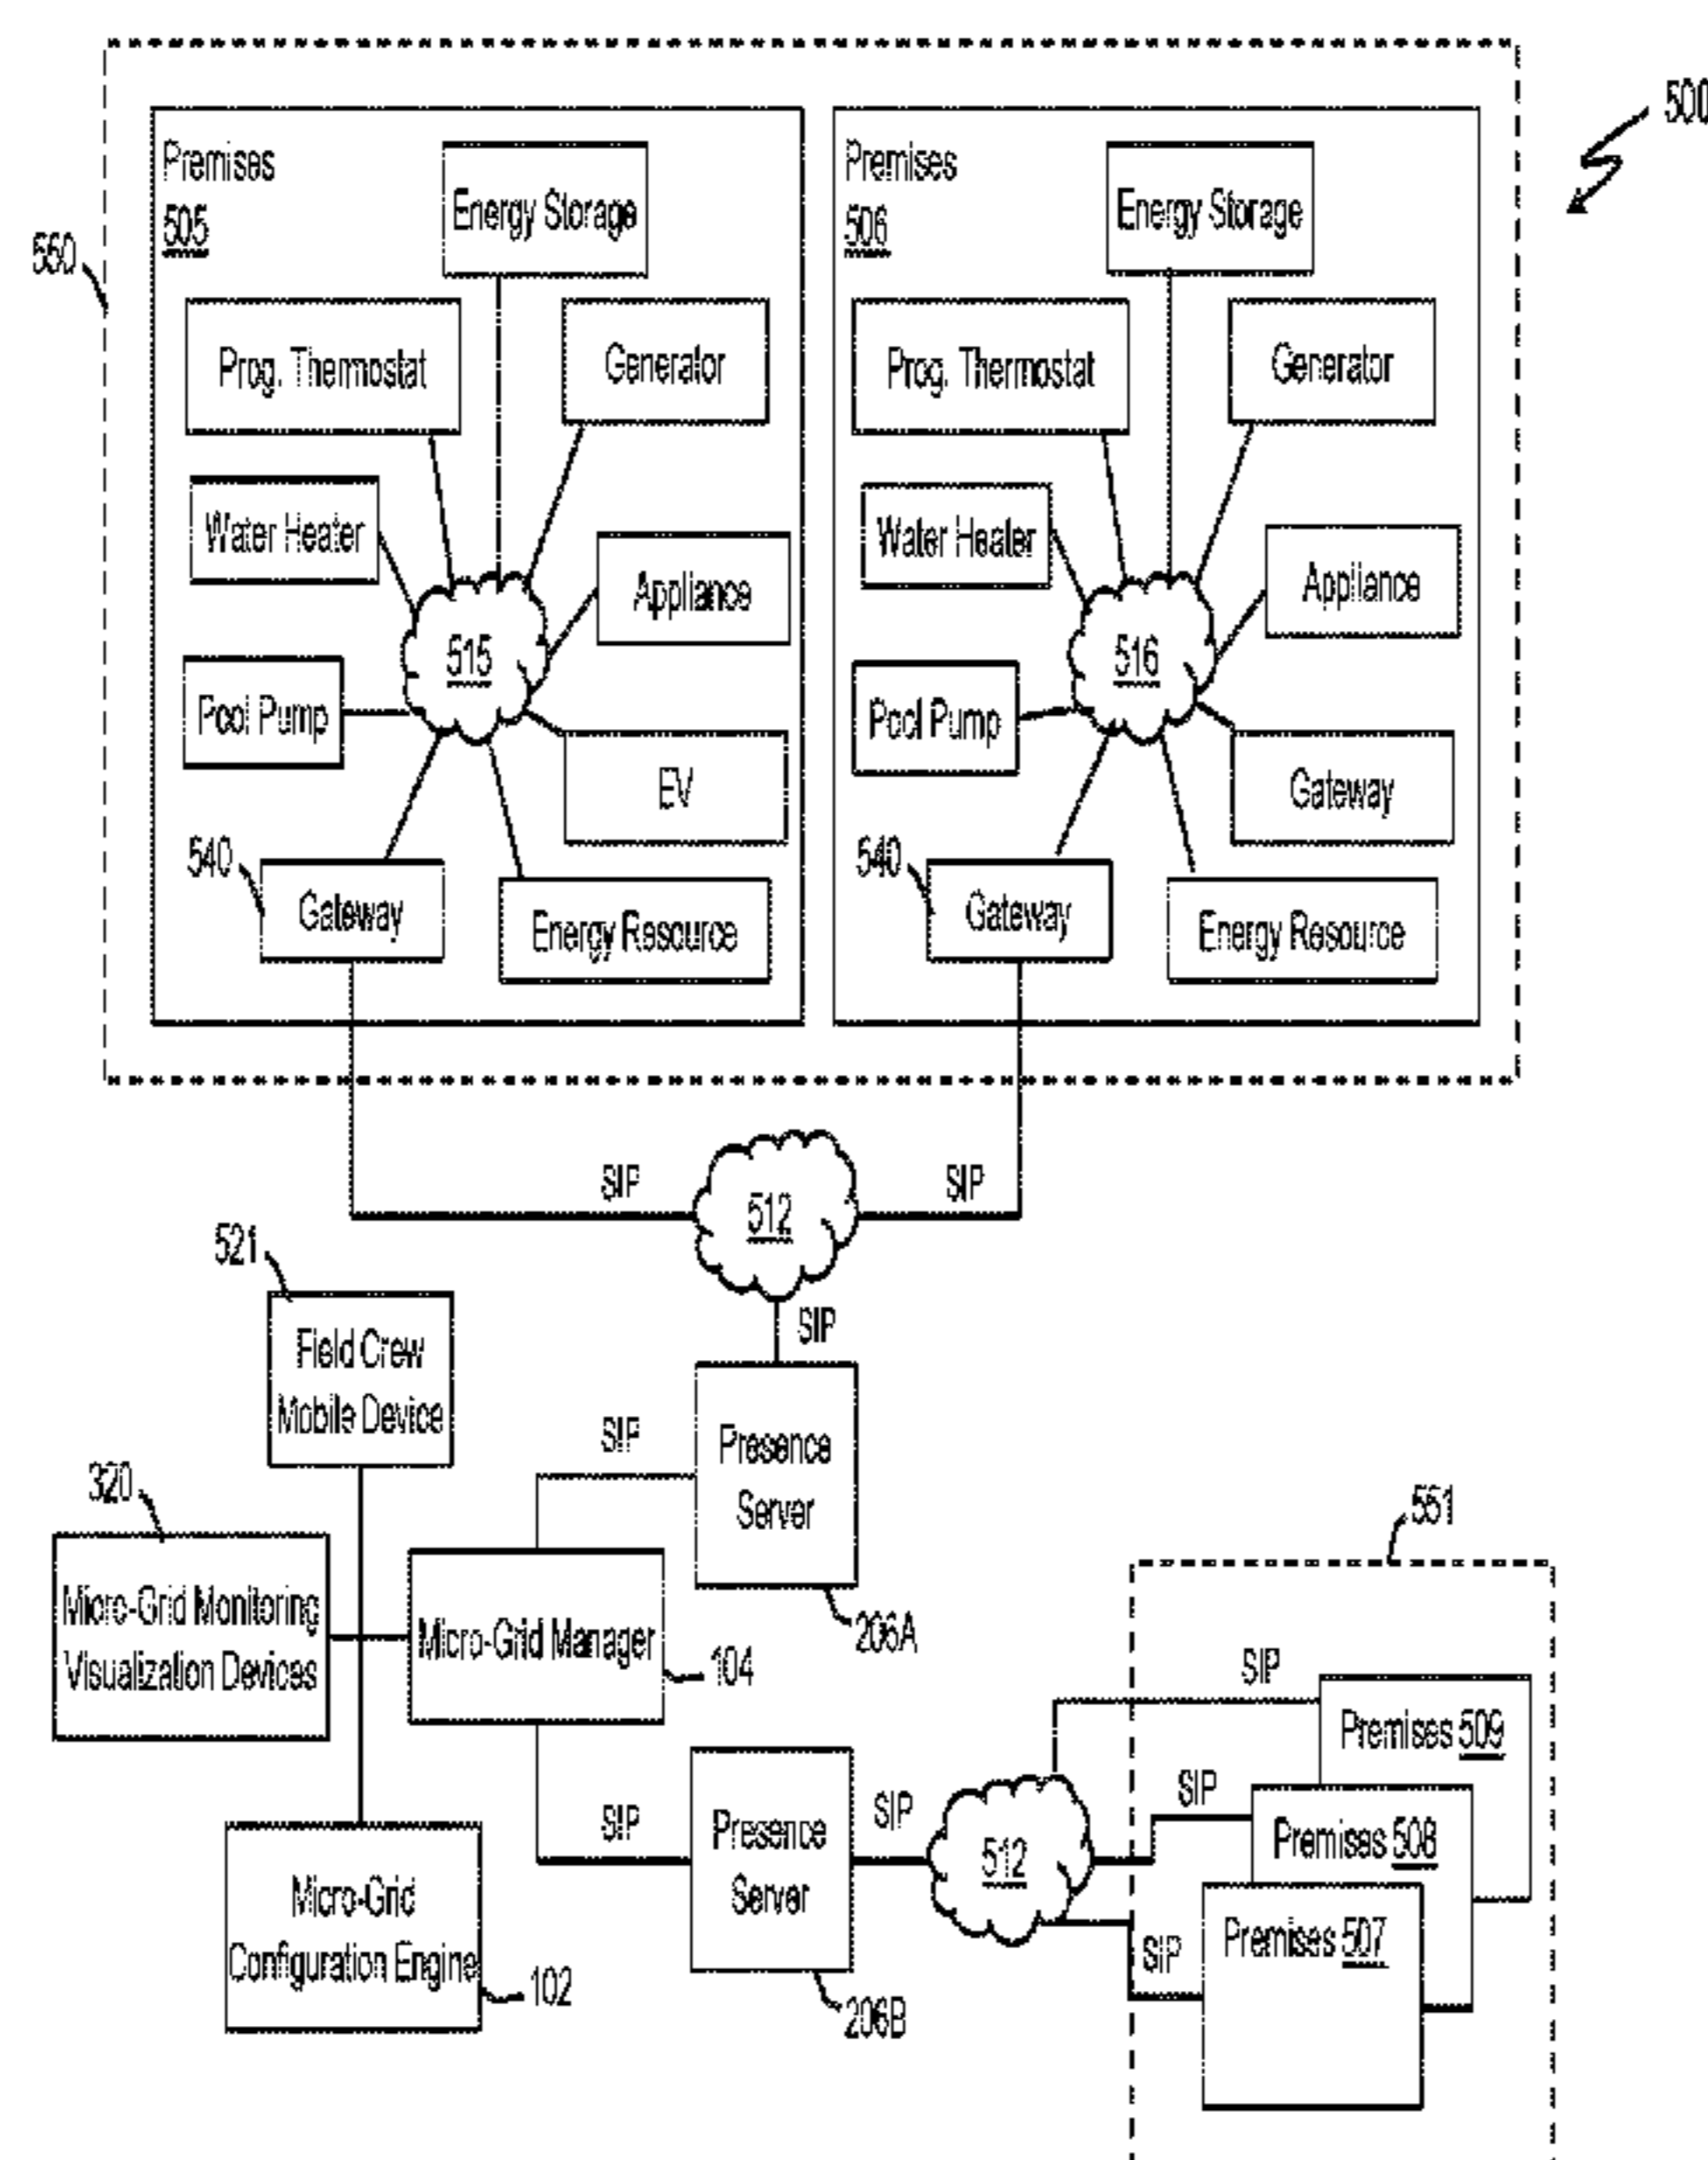 500
Premises
505
Energy Storage
Prog. Thermostat
Generator
Water Heater
Appliance
515
Pool Pump
EV
540
Gateway
Energy Resource
Premises
506
Energy Storage
Prog. Thermostat
Generator
Water Heater
Appliance
516
Pool Pump
Gateway
540
Gateway
Energy Resource
550
SIP
512
SIP
SIP
521
Field Crew
Mobile Device
SIP
Presence
Server
206A
320
Micro-Grid Monitoring
Visualization Devices
Micro-Grid Manager
104
551
SIP
Premises 509
SIP
Premises 508
SIP
Premises 507
SIP
Presence
Server
206B
SIP
512
Micro-Grid
Configuration Engine
102